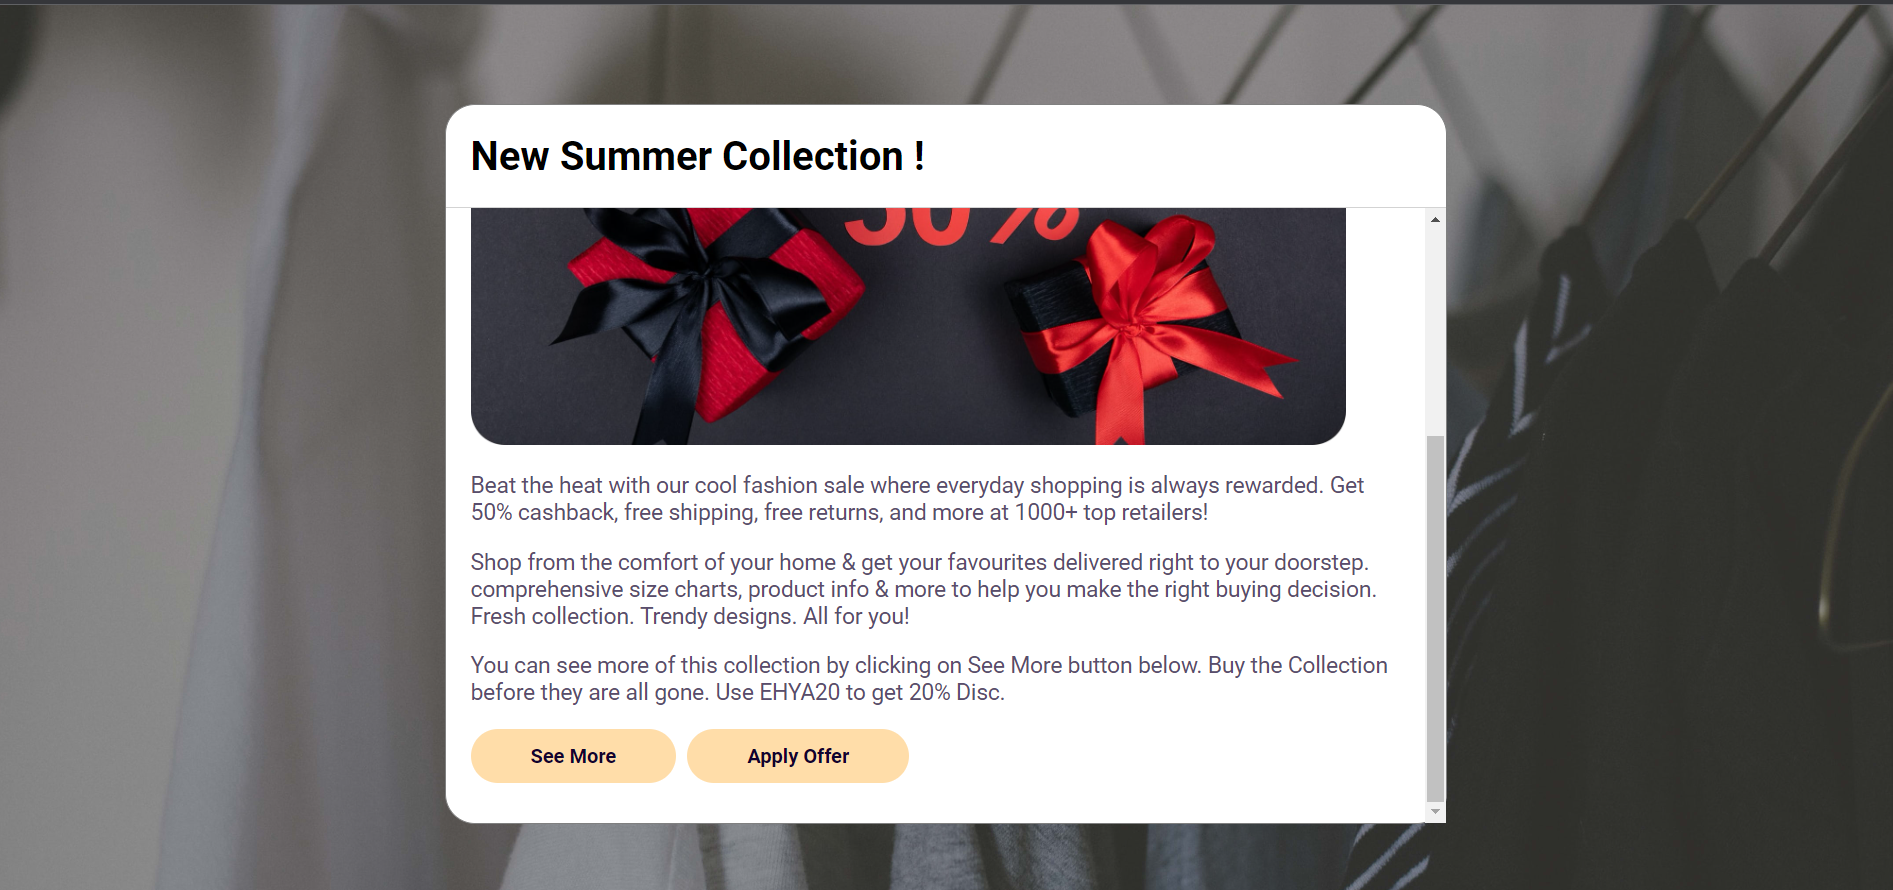 New Summer Collection !
50%
Beat the heat with our cool fashion sale where everyday shopping is always rewarded. Get
50% cashback, free shipping, free returns, and more at 1000+ top retailers!
Shop from the comfort of your home & get your favourites delivered right to your doorstep.
comprehensive size charts, product info & more to help you make the right buying decision.
Fresh collection. Trendy designs. All for you!
You can see more of this collection by clicking on See More button below. Buy the Collection
before they are all gone. Use EHYA20 to get 20% Disc.
See More
Apply Offer